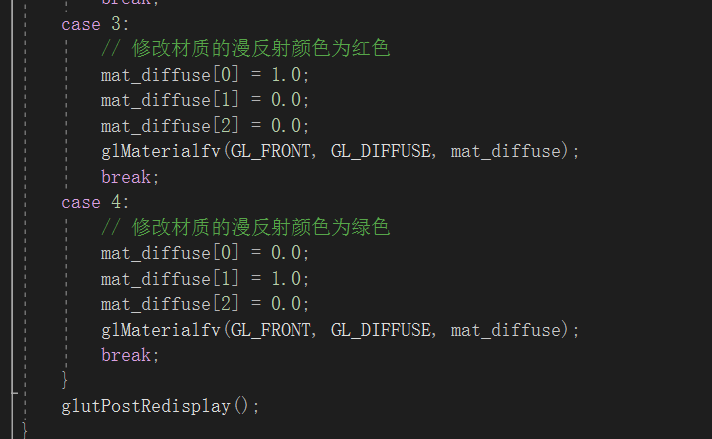 break;
case 3:
// 修改材质的漫反射颜色为红色
mat_diffuse[0] = 1.0;
mat_diffuse[1] = 0.0;
mat_diffuse[2] = 0.0;
glMaterialfv(GL_FRONT, GL_DIFFUSE, mat_diffuse);
break;
case 4:
// 修改材质的漫反射颜色为绿色
mat_diffuse[0] = 0.0;
mat_diffuse[1] = 1.0;
mat_diffuse[2] = 0.0;
glMaterialfv(GL_FRONT, GL_DIFFUSE, mat_diffuse);
break;
}
glutPostRedisplay();
}